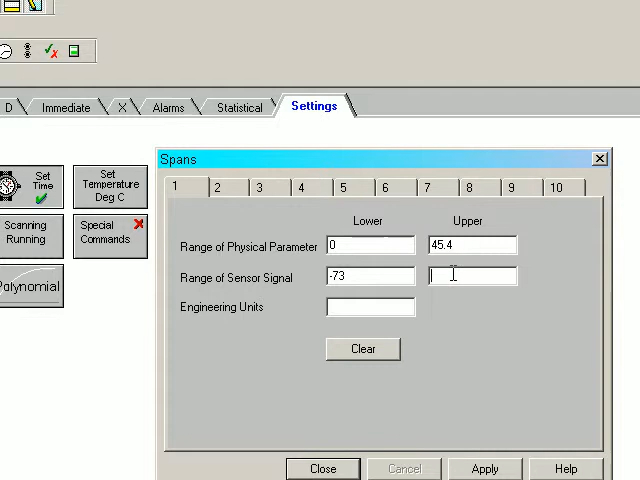 D Immediate X Alarms Statistical Settings
Set
Time
Set
Temperature
Deg C
Scanning
Running
Special
Commands
Polynomial
Spans
1 2 3 4 5 6 7 8 9 10
Lower Upper
Range of Physical Parameter 0 45.4
Range of Sensor Signal -73
Engineering Units
Clear
Close Cancel Apply Help